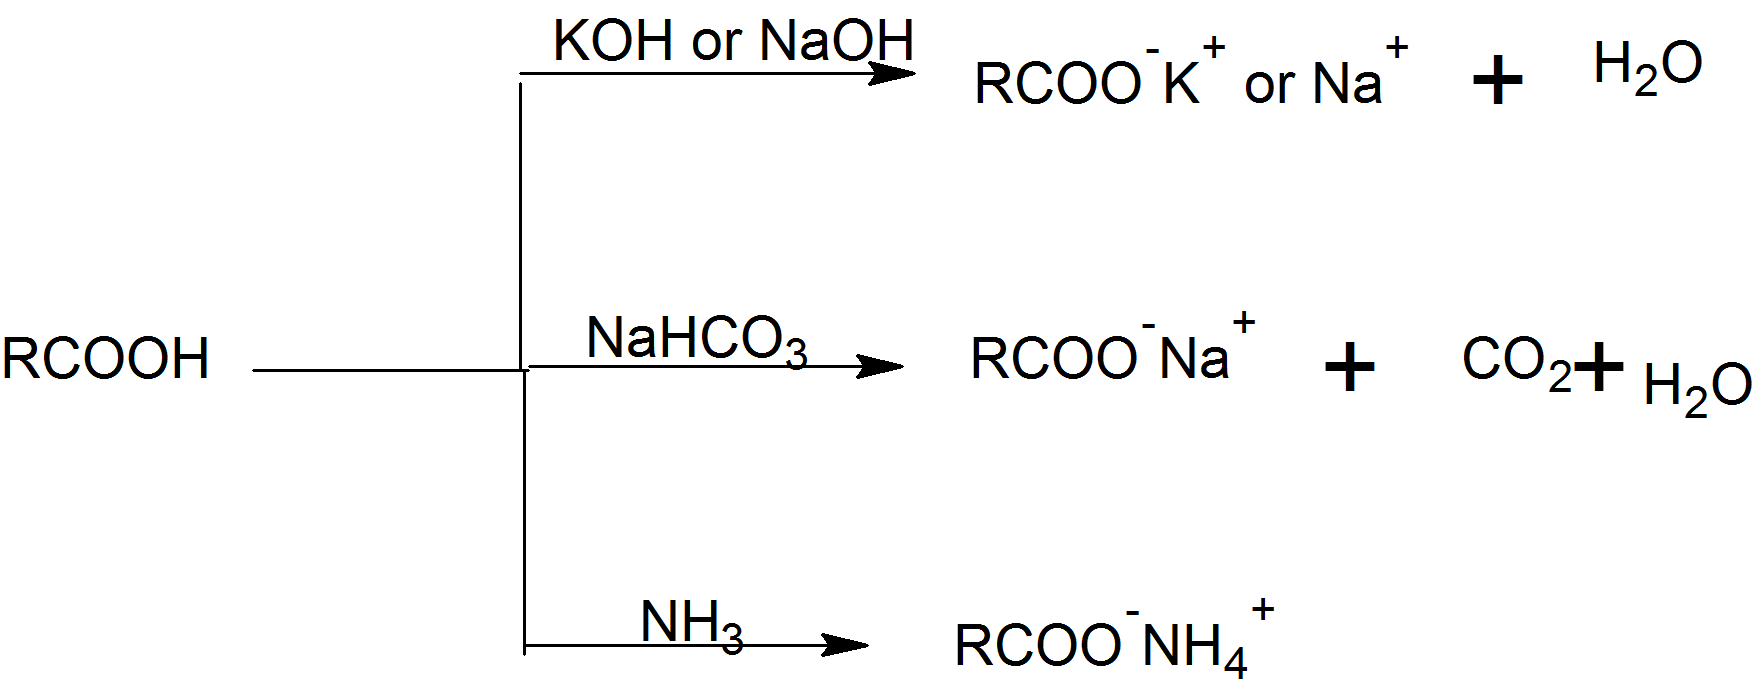 KOH or NaOH
RCOO⁻K⁺ or Na⁺ + H₂O
RCOOH
NaHCO₃
RCOO⁻Na⁺ + CO₂ + H₂O
NH₃
RCOO⁻NH₄⁺